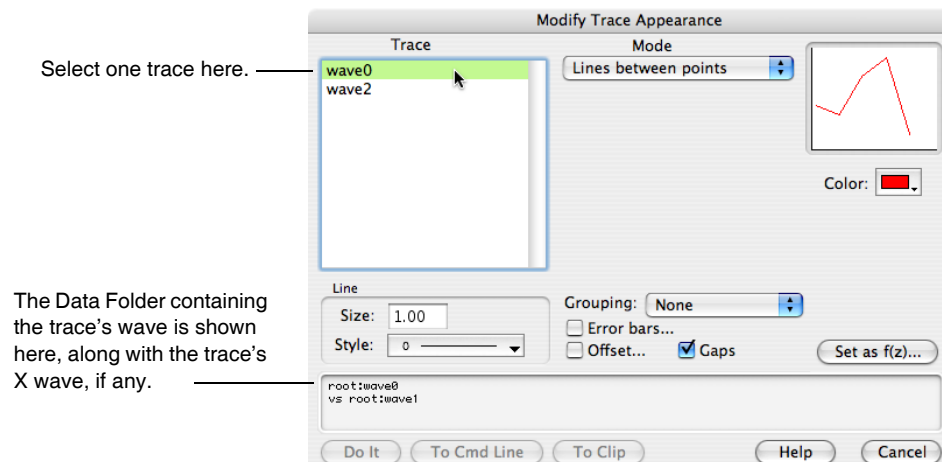 Modify Trace Appearance
Trace
Mode
Select one trace here.
wave0
wave2
Lines between points
Color:
The Data Folder containing
the trace's wave is shown
here, along with the trace's
X wave, if any.
Line
Size: 1.00
Style: 0
Grouping: None
Error bars...
Offset... Gaps
Set as f(z)...
root:wave0
vs root:wave1
Do It To Cmd Line To Clip Help Cancel